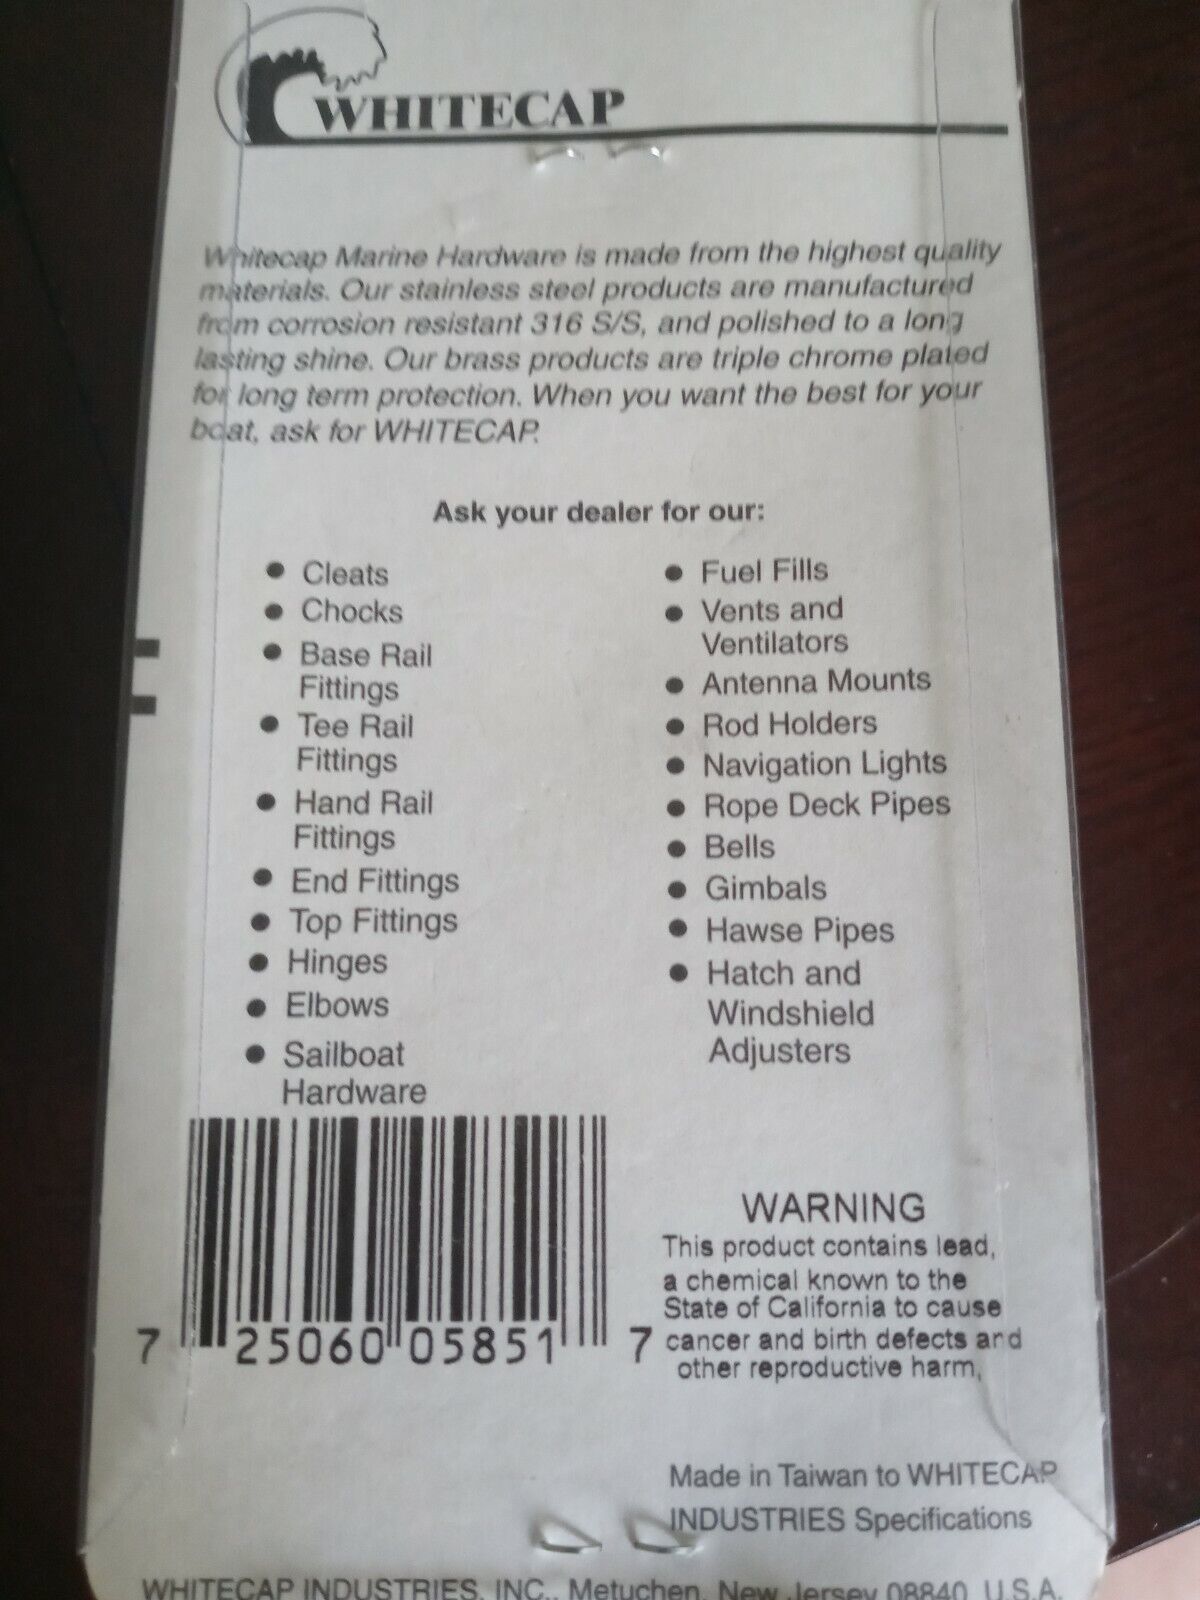 WHITECAP
Whitecap Marine Hardware is made from the highest quality
materials. Our stainless steel products are manufactured
from corrosion resistant 316 S/S, and polished to a long
lasting shine. Our brass products are triple chrome plated
for long term protection. When you want the best for your
boat, ask for WHITECAP.
Ask your dealer for our:
• Cleats
• Chocks
• Base Rail
Fittings
• Tee Rail
Fittings
• Hand Rail
Fittings
• End Fittings
• Top Fittings
• Hinges
• Elbows
• Sailboat
Hardware
• Fuel Fills
• Vents and
Ventilators
• Antenna Mounts
• Rod Holders
• Navigation Lights
• Rope Deck Pipes
• Bells
• Gimbals
• Hawse Pipes
• Hatch and
Windshield
Adjusters
7 25060 05851 7
WARNING
This product contains lead,
a chemical known to the
State of California to cause
cancer and birth defects and
other reproductive harm,
Made in Taiwan to WHITECAP
INDUSTRIES Specifications
WHITECAP INDUSTRIES, INC., Metuchen, New Jersey 08840 U.S.A.